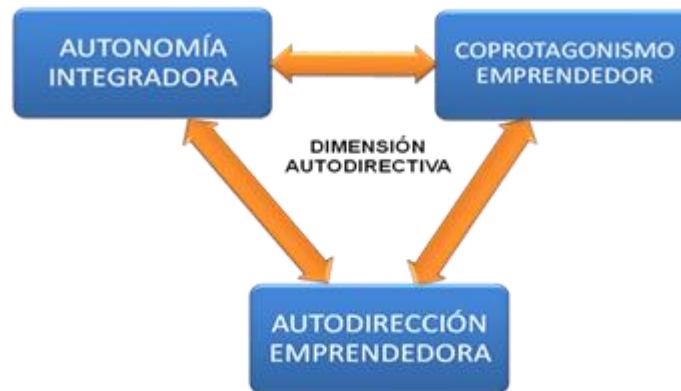 AUTONOMÍA
INTEGRADORA
COPROTAGONISMO
EMPRENDEDOR
DIMENSIÓN
AUTODIRECTIVA
AUTODIRECCIÓN
EMPRENDEDORA